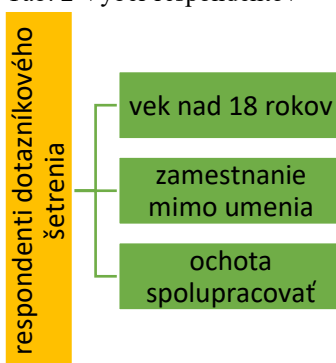 respondenti dotazníkového
šetrenia
vek nad 18 rokov
zamestnanie
mimo umenia
ochota
spolupracovať